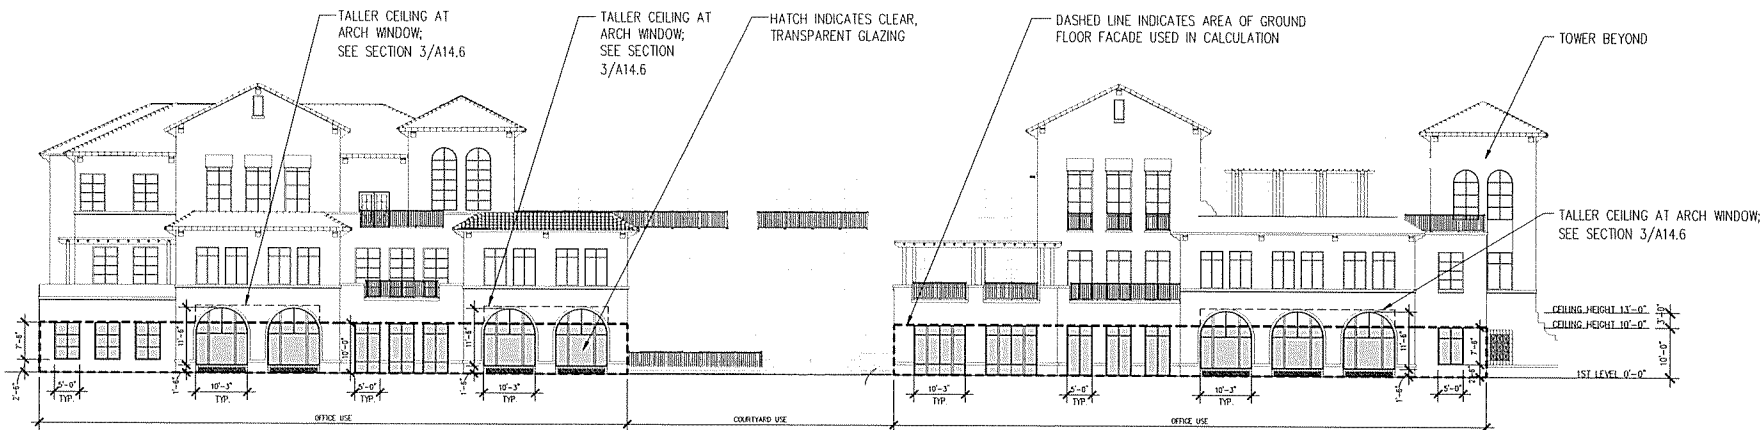 TALLER CEILING AT
ARCH WINDOW;
SEE SECTION 3/A14.6
TALLER CEILING AT
ARCH WINDOW;
SEE SECTION
3/A14.6
HATCH INDICATES CLEAR,
TRANSPARENT GLAZING
DASHED LINE INDICATES AREA OF GROUND
FLOOR FACADE USED IN CALCULATION
TOWER BEYOND
TALLER CEILING AT ARCH WINDOW;
SEE SECTION 3/A14.6
CEILING HEIGHT 13'-0"
CEILING HEIGHT 10'-0"
3'-0"
10'-0"
1ST LEVEL 0'-0"
7'-6"
2'-6"
11'-6"
1'-6"
10'-0"
11'-6"
1'-6"
11'-6"
1'-6"
7'-6"
5'-0"
TYP.
10'-3"
TYP.
5'-0"
TYP.
10'-3"
TYP.
10'-3"
TYP.
5'-0"
TYP.
10'-3"
TYP.
5'-0"
OFFICE USE
COURTYARD USE
OFFICE USE